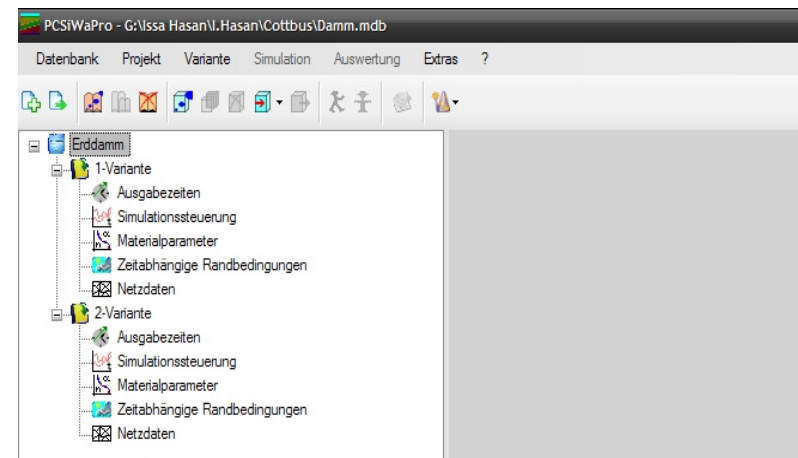 PCSiWaPro - G:\Issa Hasan\I.Hasan\Cottbus\Damm.mdb
Datenbank Projekt Variante Simulation Auswertung Extras ?
Erddamm
1-Variante
Ausgabezeiten
Simulationssteuerung
Materialparameter
Zeitabhängige Randbedingungen
Netzdaten
2-Variante
Ausgabezeiten
Simulationssteuerung
Materialparameter
Zeitabhängige Randbedingungen
Netzdaten